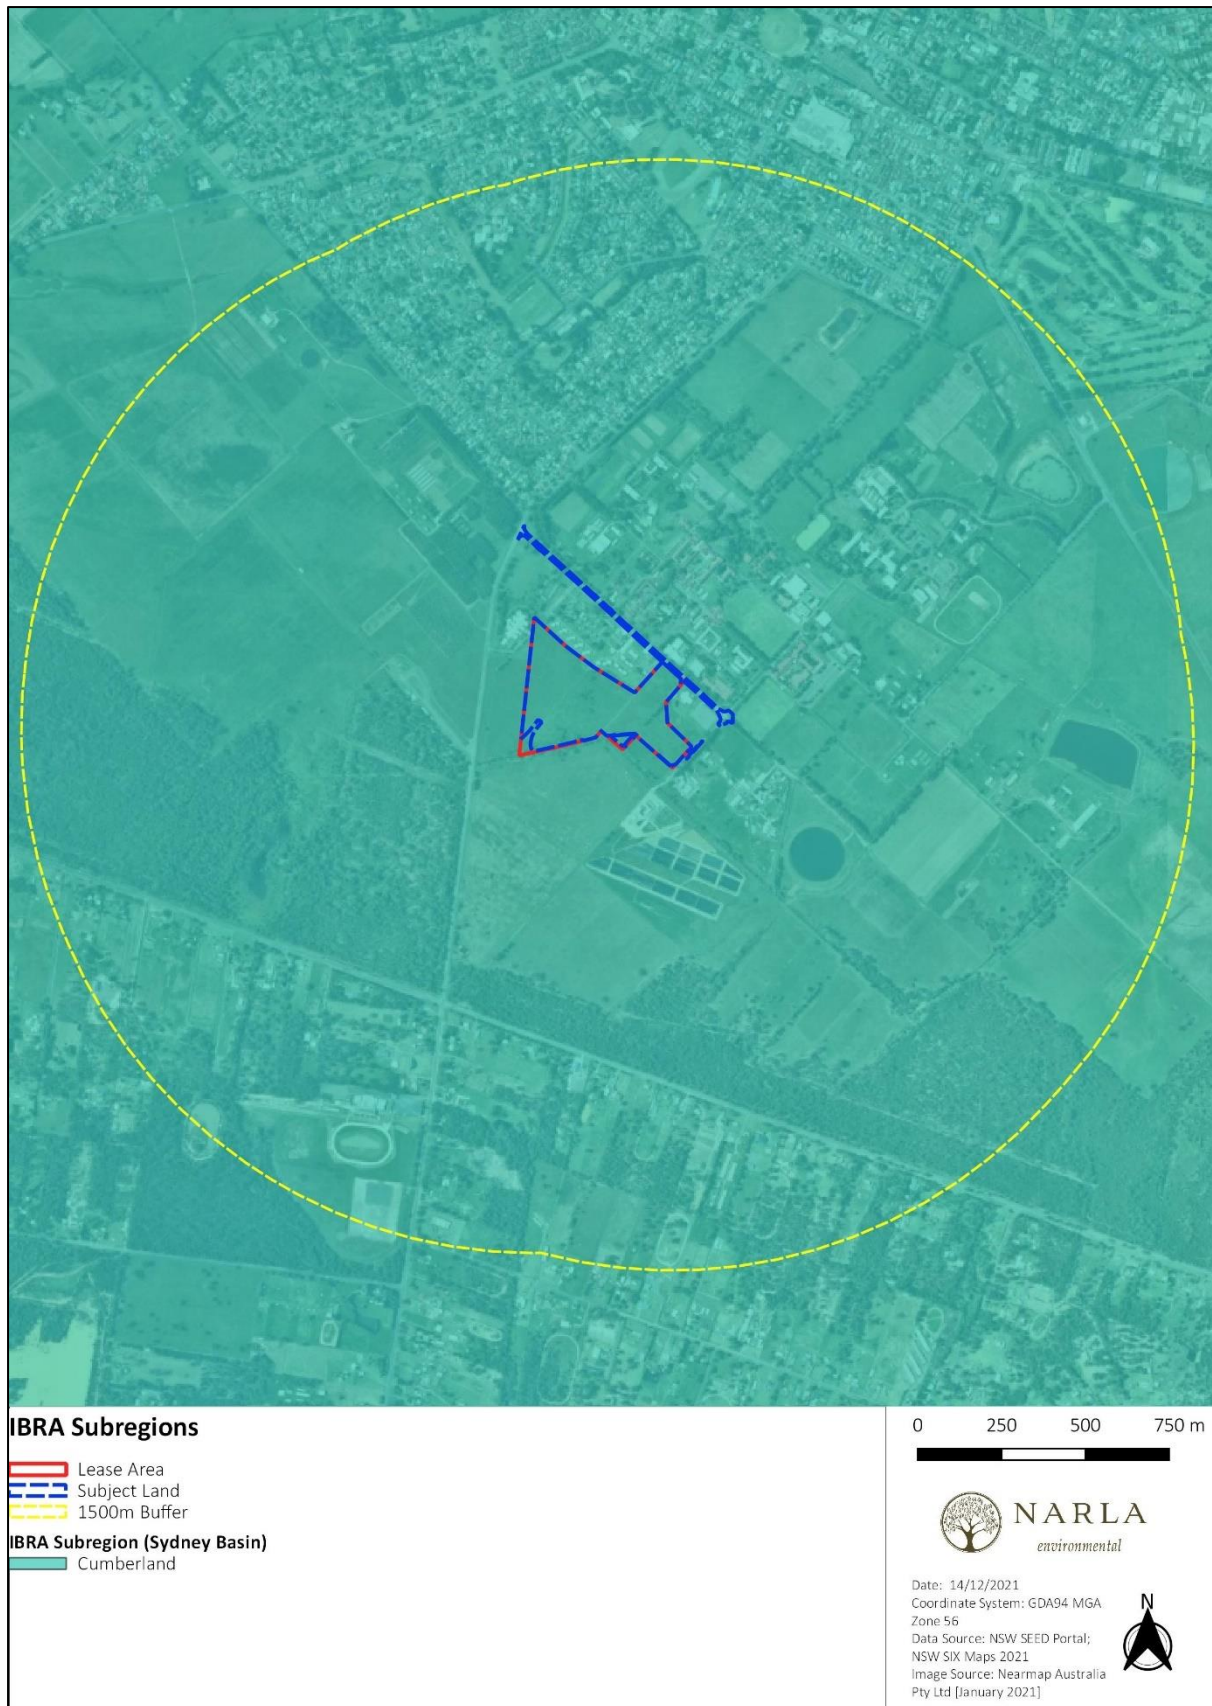 IBRA Subregions
Lease Area
Subject Land
1500m Buffer
IBRA Subregion (Sydney Basin)
Cumberland
0 250 500 750 m
NARLA
environmental
Date: 14/12/2021
Coordinate System: GDA94 MGA
Zone 56
Data Source: NSW SEED Portal;
NSW SIX Maps 2021
Image Source: Nearmap Australia
Pty Ltd [January 2021]
N